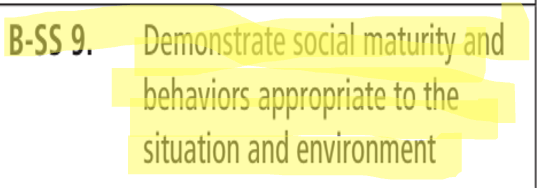 B-SS 9. Demonstrate social maturity and
behaviors appropriate to the
situation and environment